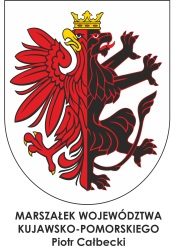 MARSZAŁEK WOJEWÓDZTWA
KUJAWSKO-POMORSKIEGO
Piotr Całbecki